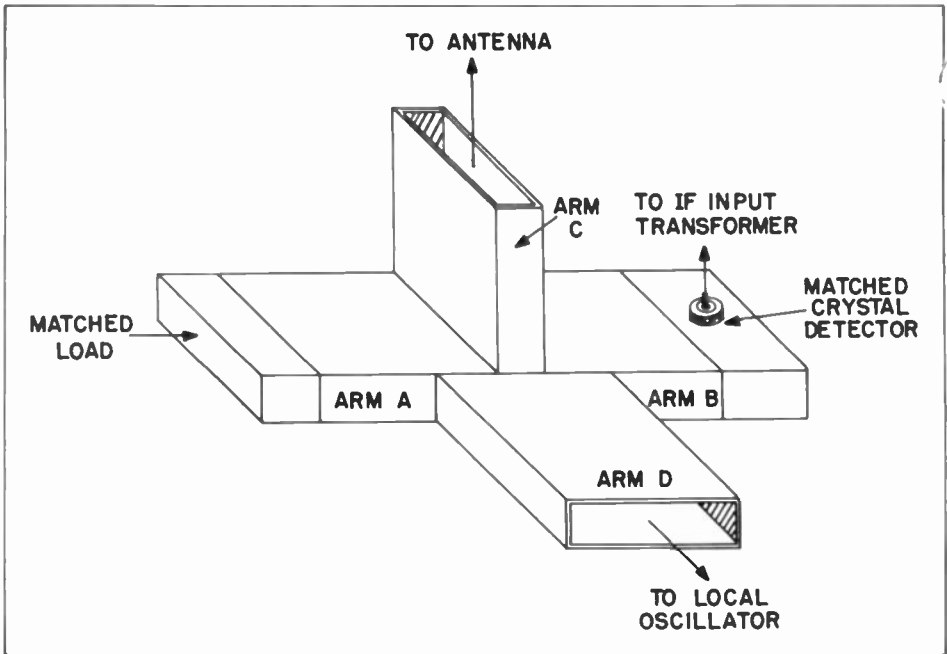 TO ANTENNA
ARM
C
TO IF INPUT
TRANSFORMER
MATCHED
CRYSTAL
DETECTOR
MATCHED
LOAD
ARM A
ARM B
ARM D
TO LOCAL
OSCILLATOR